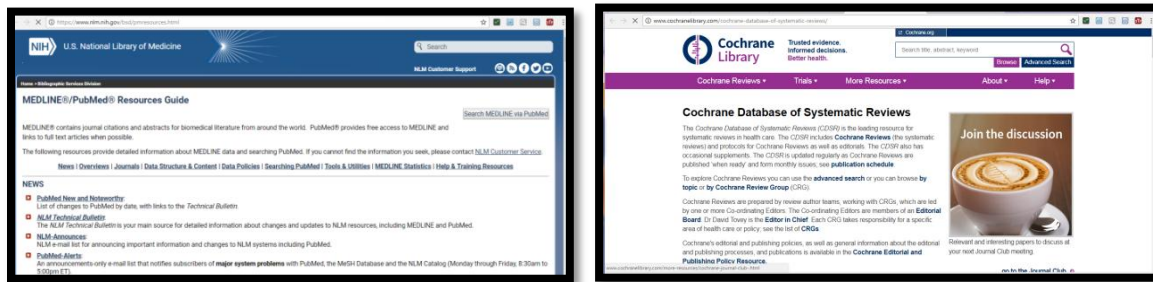 https://www.nlm.nih.gov/bsd/pmresources.html
NIH U.S. National Library of Medicine
Search
NLM Customer Support
Home > Bibliographic Services Division
MEDLINE®/PubMed® Resources Guide
Search MEDLINE via PubMed
MEDLINE® contains journal citations and abstracts for biomedical literature from around the world. PubMed® provides free access to MEDLINE and
links to full text articles when possible.
The following resources provide detailed information about MEDLINE data and searching PubMed. If you cannot find the information you seek, please contact NLM Customer Service.
News | Overviews | Journals | Data Structure & Content | Data Policies | Searching PubMed | Tools & Utilities | MEDLINE Statistics | Help & Training Resources
NEWS
PubMed New and Noteworthy:
List of changes to PubMed by date, with links to the Technical Bulletin.
NLM Technical Bulletin:
The NLM Technical Bulletin is your main source for detailed information about changes and updates to NLM resources, including MEDLINE and PubMed.
NLM-Announces:
NLM e-mail list for announcing important information and changes to NLM systems including PubMed.
PubMed-Alerts:
An announcements-only e-mail list that notifies subscribers of major system problems with PubMed, the MeSH Database and the NLM Catalog (Monday through Friday, 8:30am to
5:00pm ET).
www.cochranelibrary.com/cochrane-database-of-systematic-reviews/
Cochrane.org
Cochrane
Library
Trusted evidence.
Informed decisions.
Better health.
Search title, abstract, keyword
Browse Advanced Search
Cochrane Reviews Trials More Resources About Help
Cochrane Database of Systematic Reviews
The Cochrane Database of Systematic Reviews (CDSR) is the leading resource for
systematic reviews in health care. The CDSR includes Cochrane Reviews (the systematic
reviews) and protocols for Cochrane Reviews as well as editorials. The CDSR also has
occasional supplements. The CDSR is updated regularly as Cochrane Reviews are
published 'when ready' and form monthly issues; see publication schedule.
To explore Cochrane Reviews you can use the advanced search or you can browse by
topic or by Cochrane Review Group (CRG).
Cochrane Reviews are prepared by review author teams, working with CRGs, which are led
by one or more Co-ordinating Editors. The Co-ordinating Editors are members of an Editorial
Board. Dr David Tovey is the Editor in Chief. Each CRG takes responsibility for a specific
area of health care or policy; see the list of CRGs
Cochrane's editorial and publishing policies, as well as general information about the editorial
and publishing processes, and publications is available in the Cochrane Editorial and
Publishing Policy Resource.
www.cochranelibrary.com/more-resources/cochrane-journal-club.html
Join the
discussion
Relevant and interesting papers to discuss at
your next Journal Club meeting.
go to the Journal Club